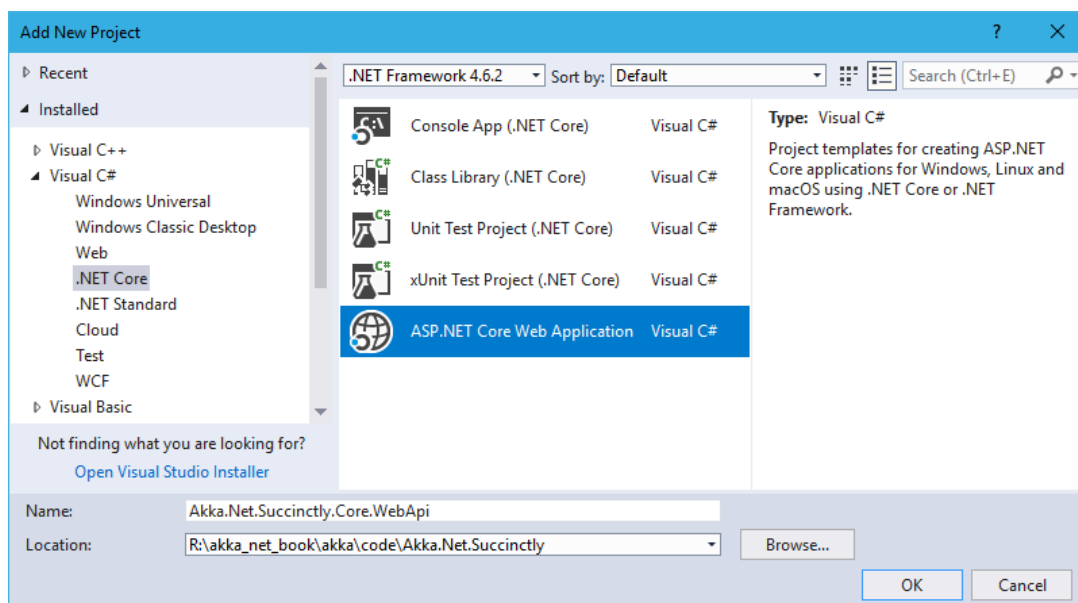 Add New Project
?
Recent
Installed
Visual C++
Visual C#
Windows Universal
Windows Classic Desktop
Web
.NET Core
.NET Standard
Cloud
Test
WCF
Visual Basic
Not finding what you are looking for?
Open Visual Studio Installer
.NET Framework 4.6.2
Sort by: Default
Search (Ctrl+E)
C:\
Console App (.NET Core) Visual C#
C#
Class Library (.NET Core) Visual C#
C#
Unit Test Project (.NET Core) Visual C#
C#
xUnit Test Project (.NET Core) Visual C#
ASP.NET Core Web Application Visual C#
Type: Visual C#
Project templates for creating ASP.NET
Core applications for Windows, Linux and
macOS using .NET Core or .NET
Framework.
Name: Akka.Net.Succinctly.Core.WebApi
Location: R:\akka_net_book\akka\code\Akka.Net.Succinctly
Browse...
OK
Cancel